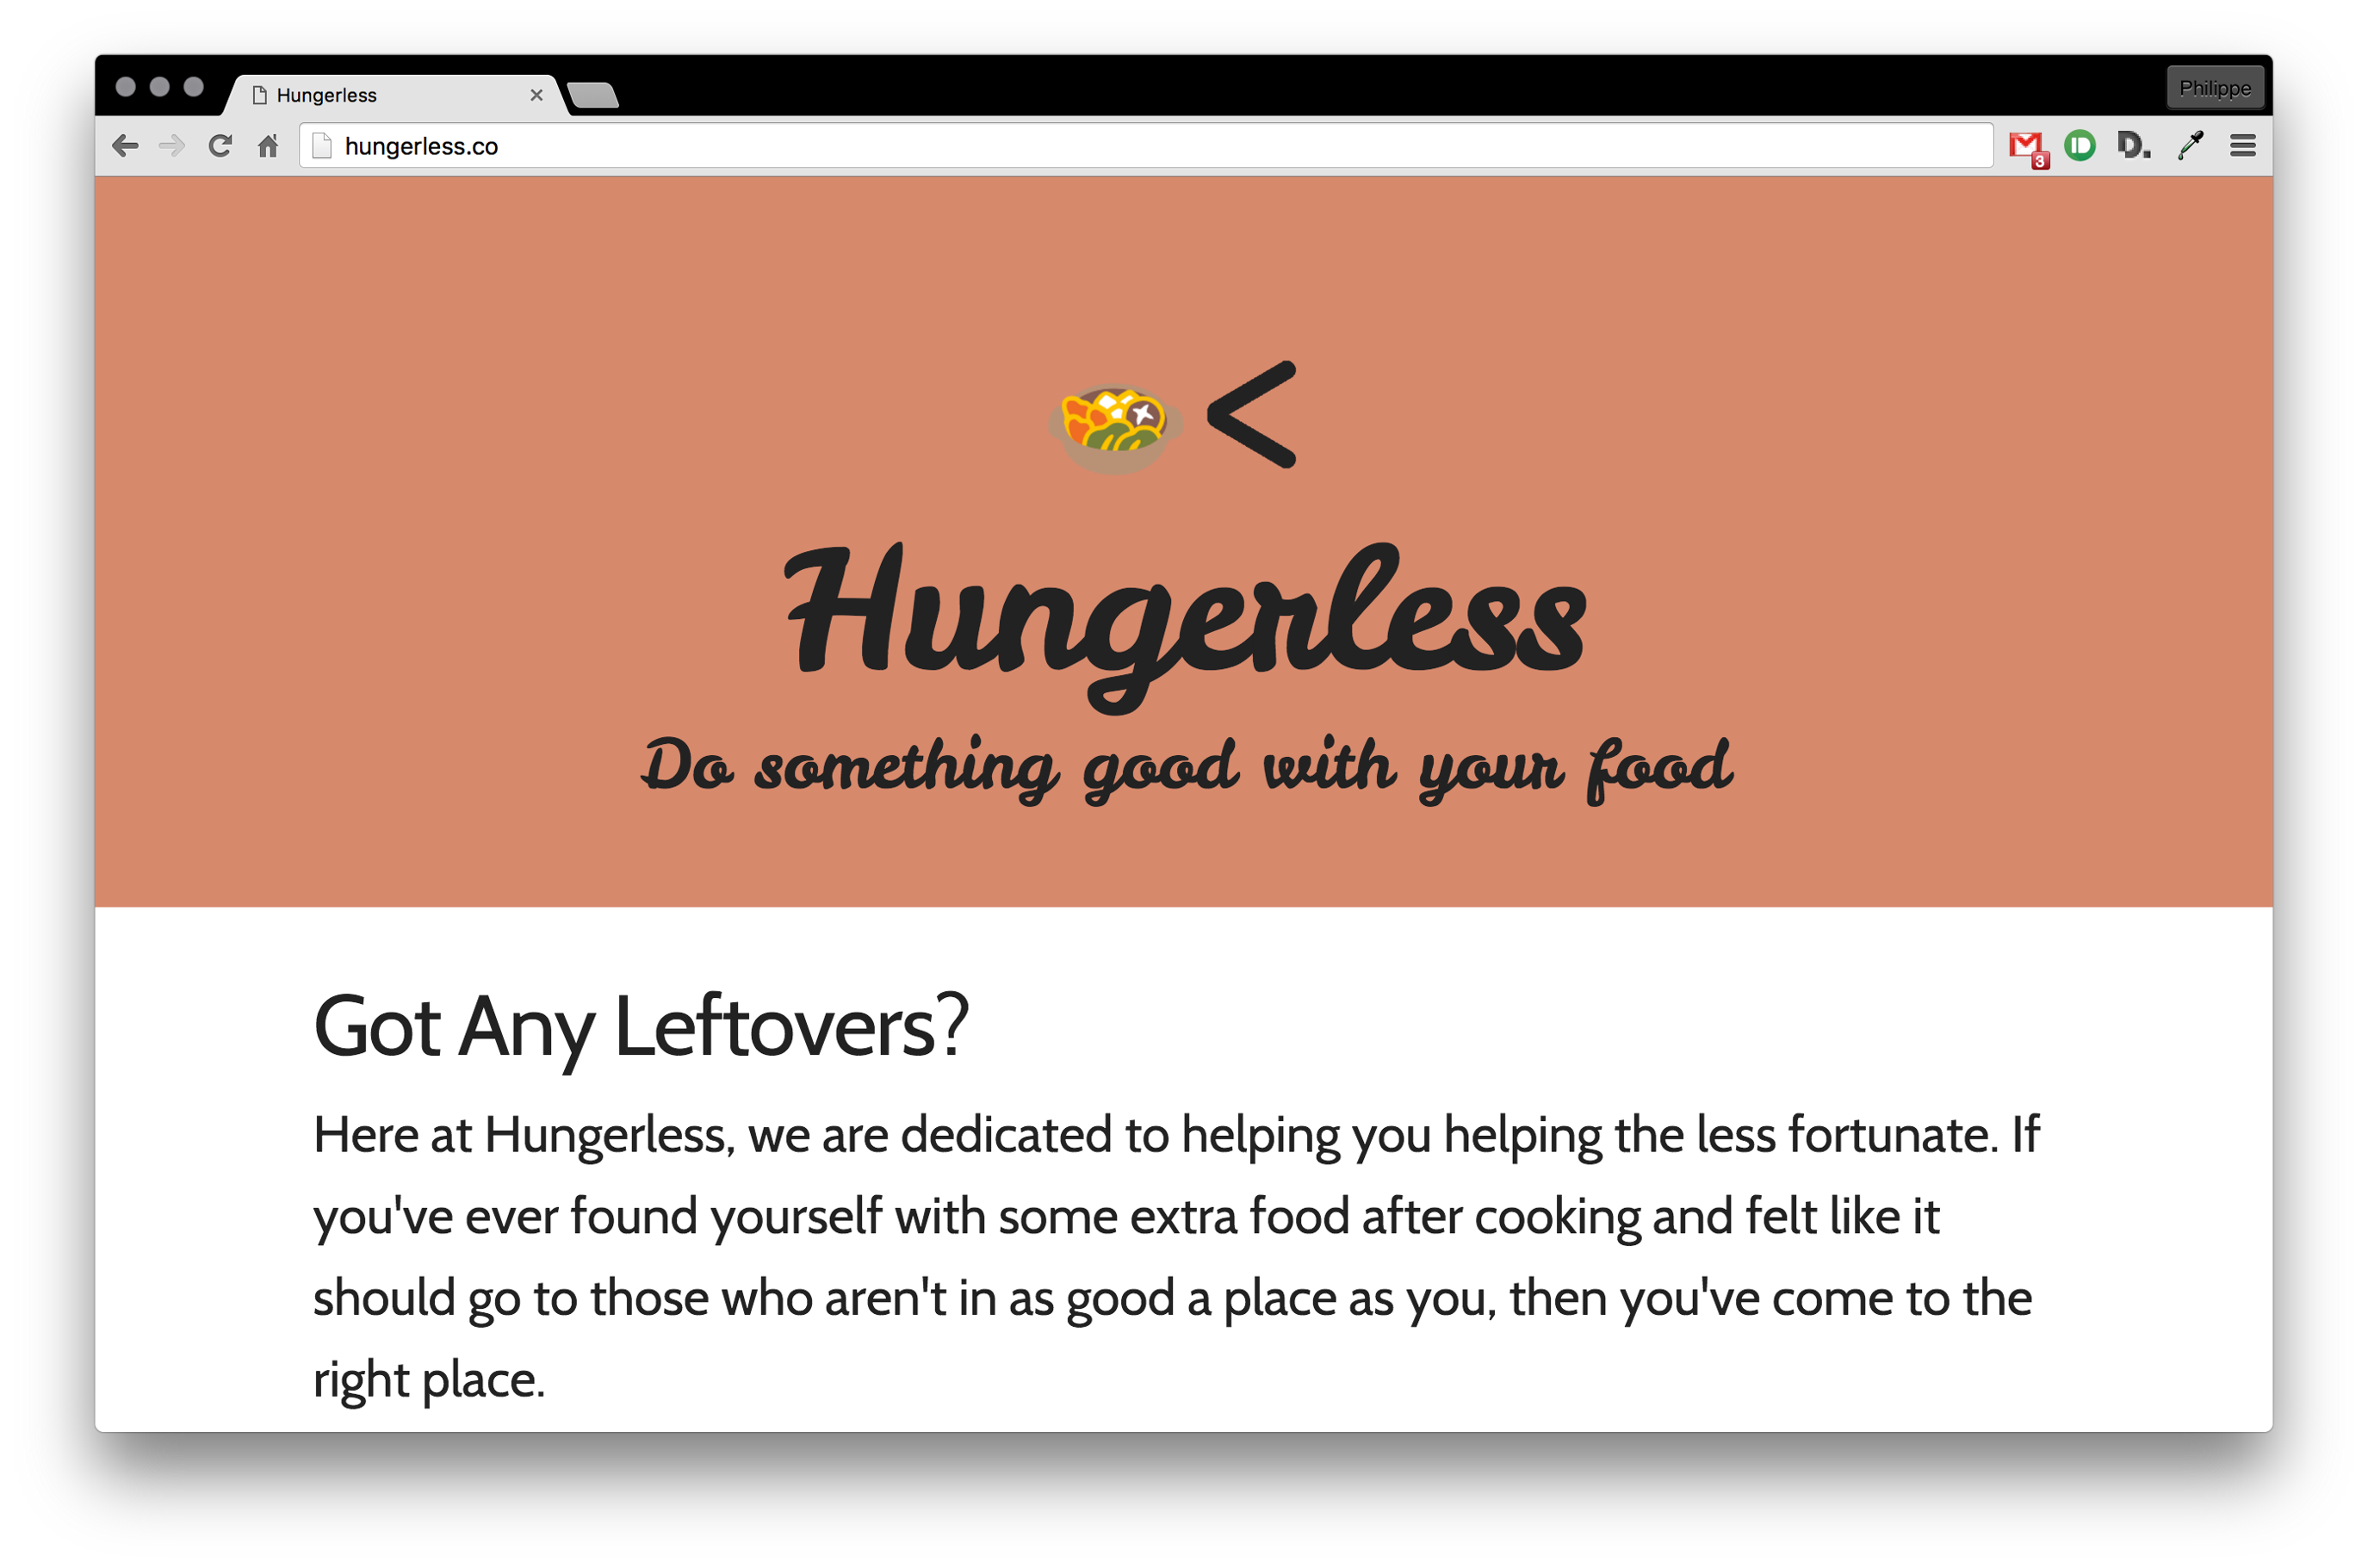 Hungerless
Philippe
hungerless.co
3
<
Hungerless
Do something good with your food
Got Any Leftovers?
Here at Hungerless, we are dedicated to helping you helping the less fortunate. If
you've ever found yourself with some extra food after cooking and felt like it
should go to those who aren't in as good a place as you, then you've come to the
right place.